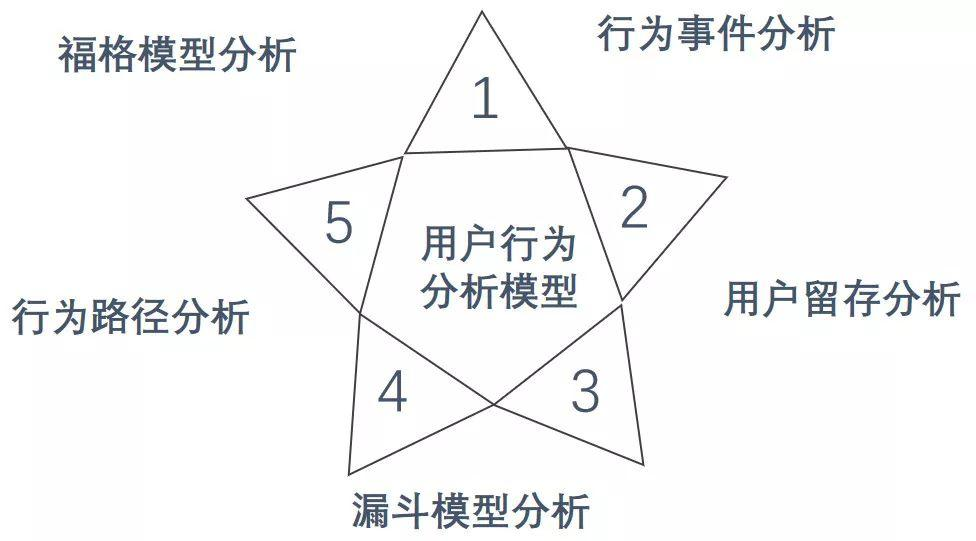 福格模型分析
行为事件分析
1
5
2
用户行为
分析模型
行为路径分析
用户留存分析
4
3
漏斗模型分析